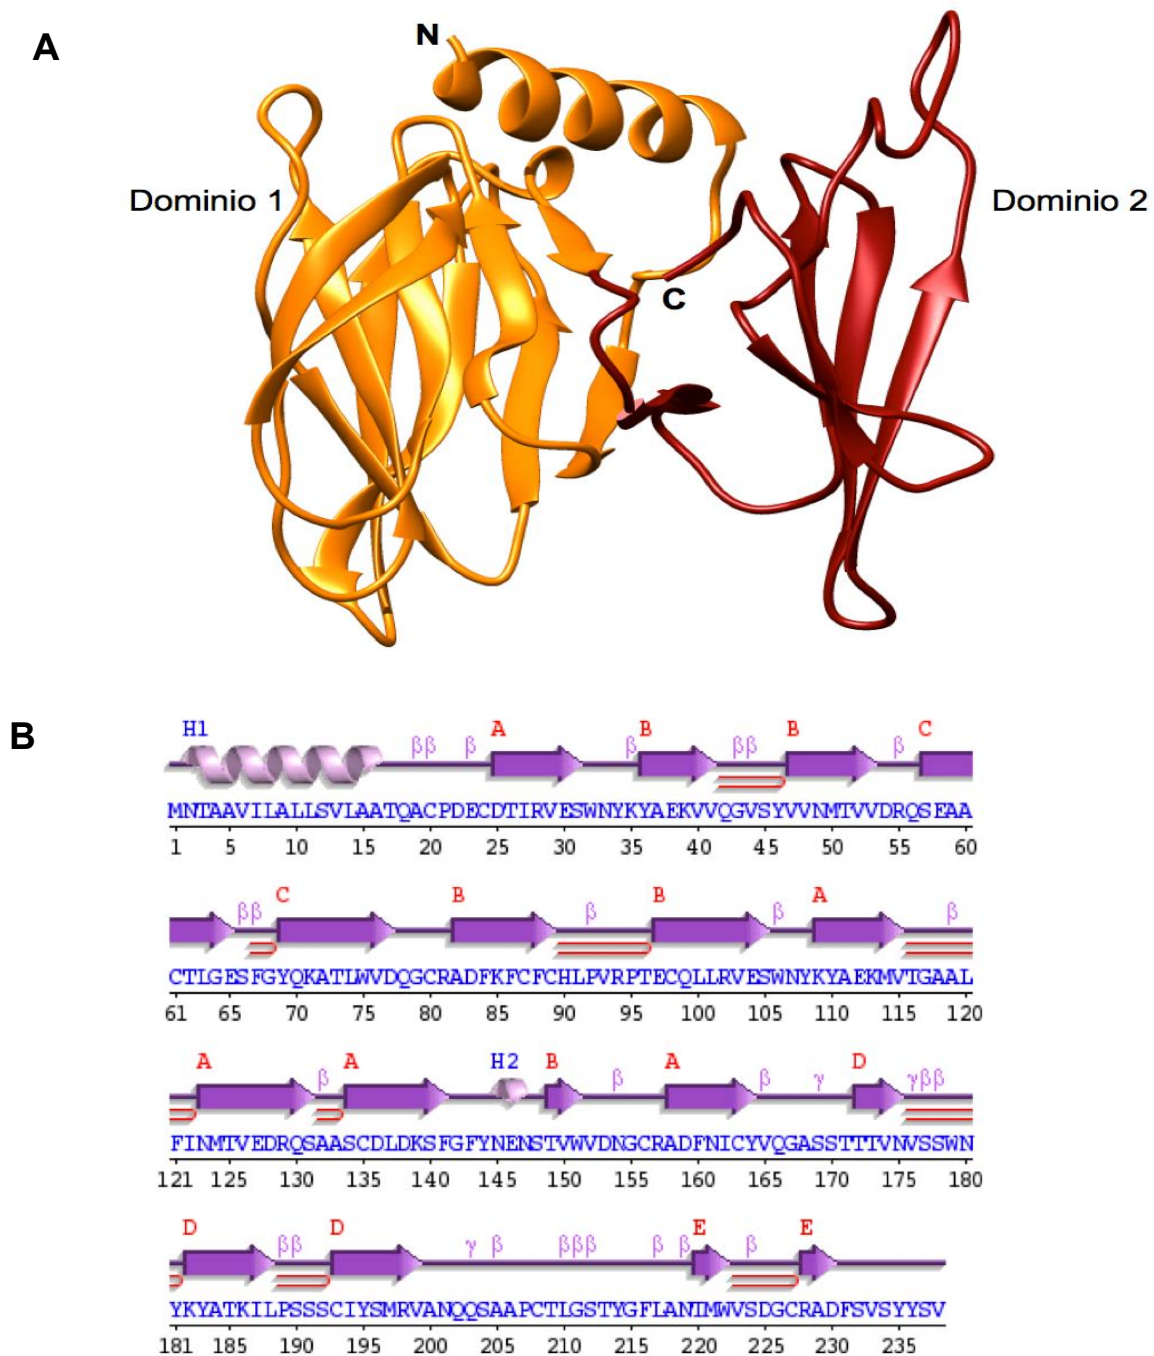 A
N
Dominio 1
Dominio 2
C
B
H1 ββ β A β B ββ B β C
MNTAAVILALLSVLAATQACPDECDTIRVESWNYKYAEKVVQGVSYVVNMTVVDRQSEAA
1 5 10 15 20 25 30 35 40 45 50 55 60
ββ C B β B β A β
CTLGESFGYQKATLWVDQGCRADFKFCFCHLPVRPTECQLLRVESWNYKYAEKMVTGAAL
61 65 70 75 80 85 90 95 100 105 110 115 120
A β A H2 B β A β γ D γββ
FINMTVEDRQSAASCDLDKSFGFYNENSTVWVDNGCRADFNICYVQGASSTTTVNVSSWN
121 125 130 135 140 145 150 155 160 165 170 175 180
D ββ D γ β βββ β β E β E
YKYATKILPSSSCIYSMRVANQQSAAPCTLGSTYGFLANTMWVSDGCRADFSVSYYSV
181 185 190 195 200 205 210 215 220 225 230 235